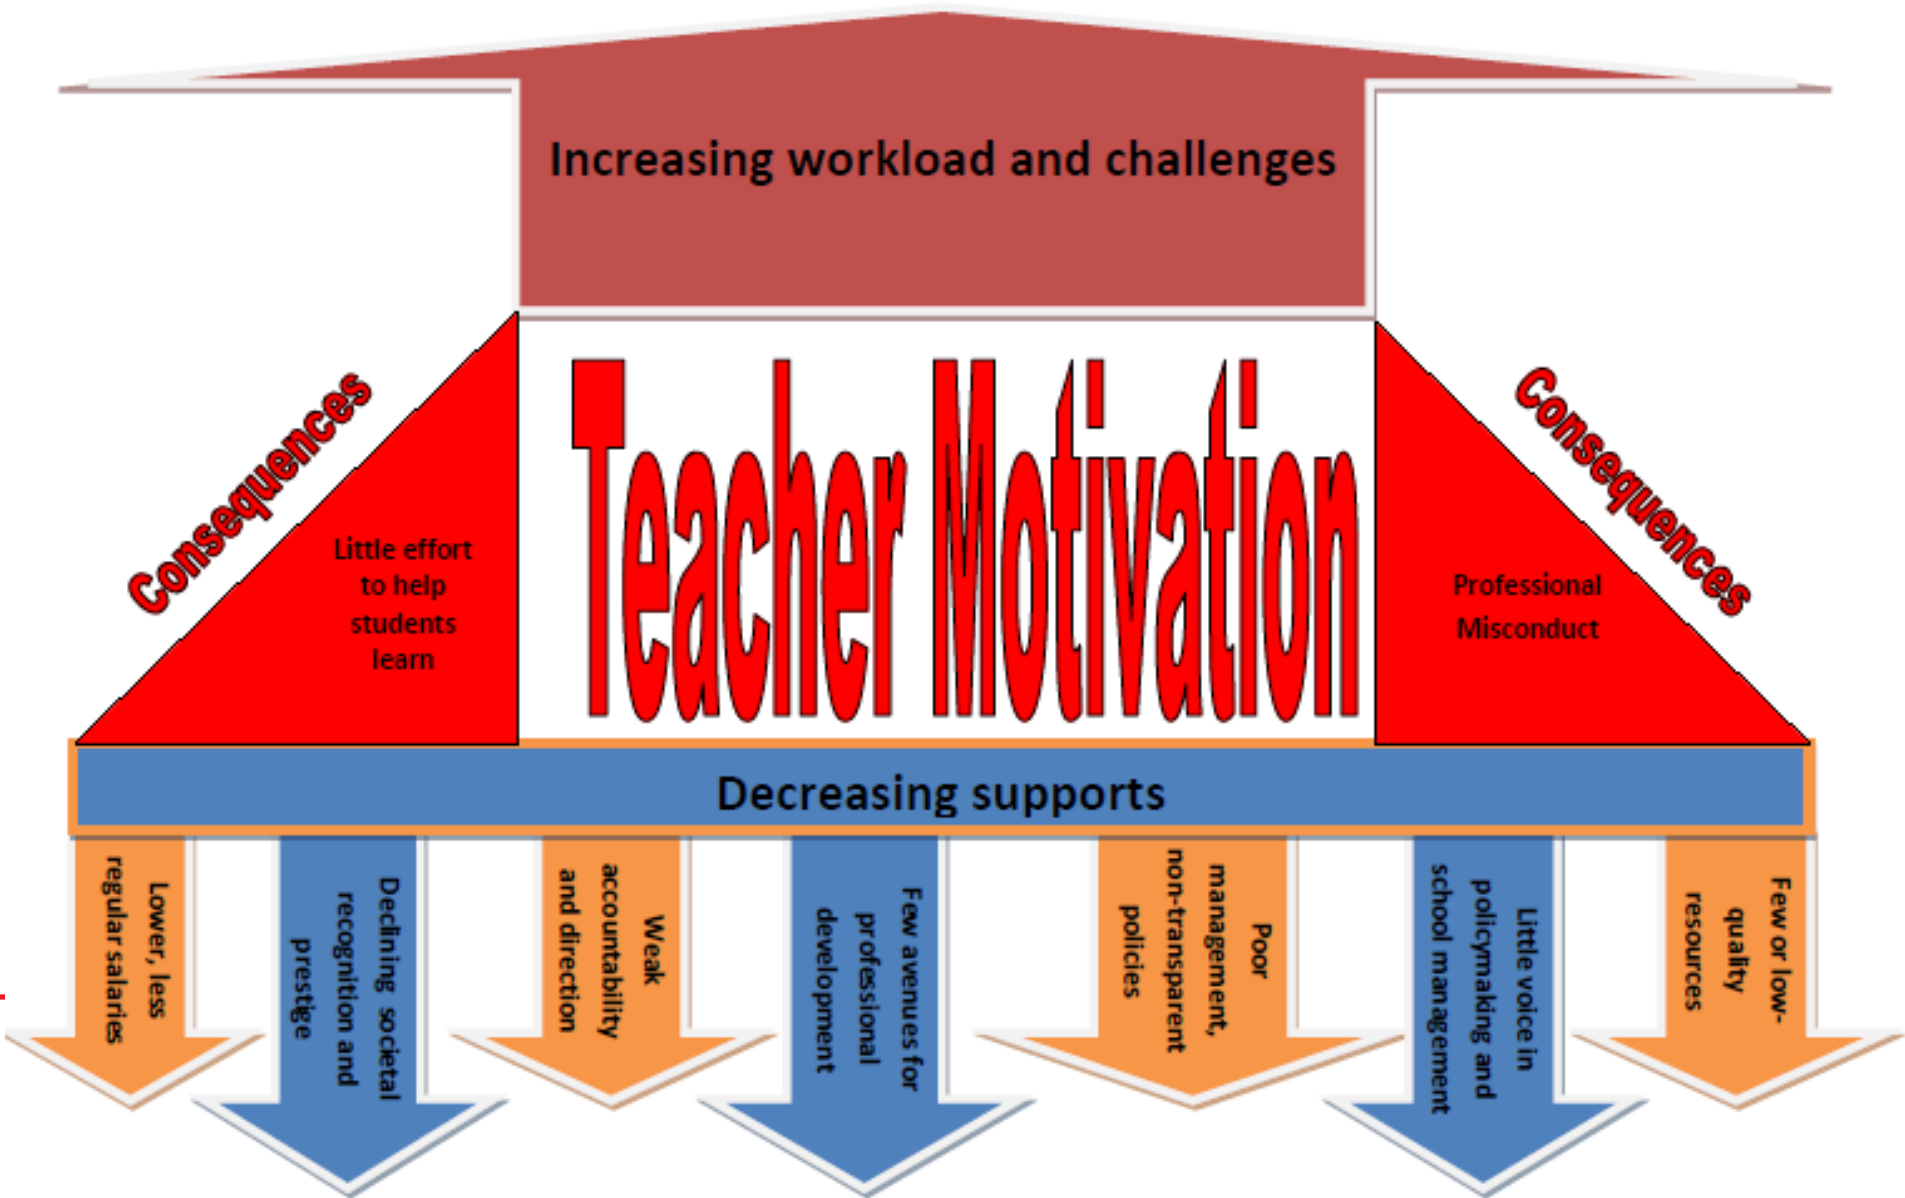 Increasing workload and challenges
Consequences
Little effort
to help
students
learn
Teacher Motivation
Consequences
Professional
Misconduct
Decreasing supports
Lower, less
regular salaries
Declining societal
recognition and
prestige
Weak
accountability
and direction
Few avenues for
professional
development
Poor
management,
non-transparent
policies
Little voice in
policymaking and
school management
Few or low-
quality
resources